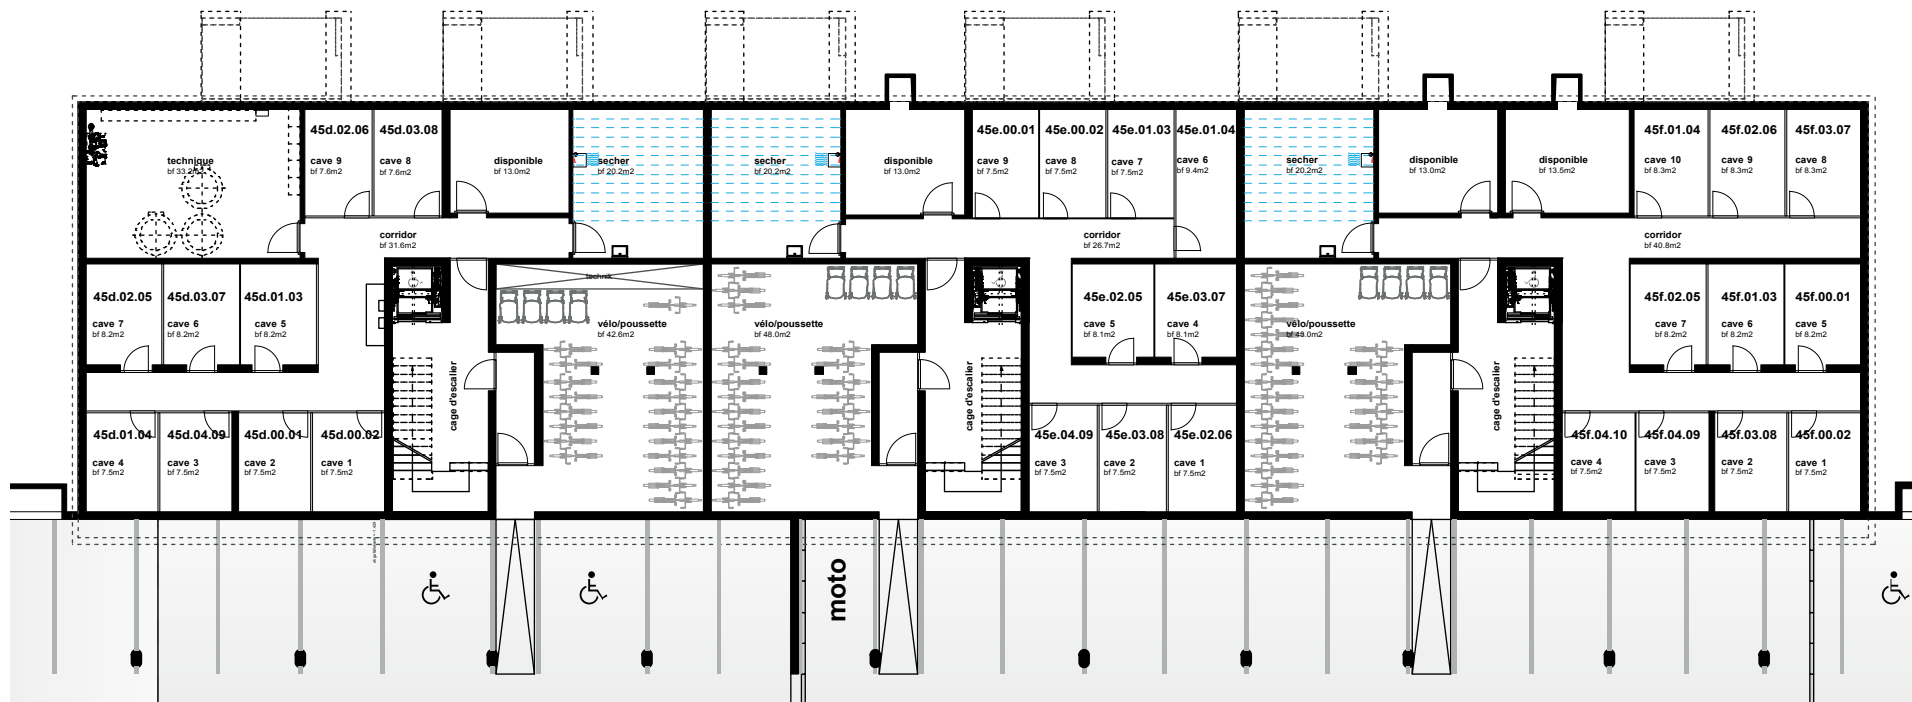 45d.02.06
cave 9
bf 7.6m2
45d.03.08
cave 8
bf 7.6m2
technique
disponible
bf 13.0m2
secher
bf 20.2m2
secher
bf 20.2m2
disponible
bf 13.0m2
45e.00.01
cave 9
bf 7.5m2
45e.00.02
cave 8
bf 7.5m2
45e.01.03
cave 7
bf 7.5m2
45e.01.04
cave 6
bf 9.4m2
secher
bf 20.2m2
disponible
bf 13.0m2
disponible
bf 13.5m2
45f.01.04
cave 10
bf 8.3m2
45f.02.06
cave 9
bf 8.3m2
45f.03.07
cave 8
bf 8.3m2
corridor
bf 31.6m2
corridor
bf 26.7m2
corridor
bf 40.8m2
technik
45d.02.05
cave 7
bf 8.2m2
45d.03.07
cave 6
bf 8.2m2
45d.01.03
cave 5
bf 8.2m2
vélo/poussette
bf 42.6m2
vélo/poussette
bf 48.0m2
45e.02.05
cave 5
bf 8.1m2
45e.03.07
cave 4
bf 8.1m2
vélo/poussette
45f.02.05
cave 7
bf 8.2m2
45f.01.03
cave 6
bf 8.2m2
45f.00.01
cave 5
bf 8.2m2
cage d'escalier
cage d'escalier
cage d'escalier
45d.01.04
cave 4
bf 7.5m2
45d.04.09
cave 3
bf 7.5m2
45d.00.01
cave 2
bf 7.5m2
45d.00.02
cave 1
bf 7.5m2
45e.04.09
cave 3
bf 7.5m2
45e.03.08
cave 2
bf 7.5m2
45e.02.06
cave 1
bf 7.5m2
45f.04.10
cave 4
bf 7.5m2
45f.04.09
cave 3
bf 7.5m2
45f.03.08
cave 2
bf 7.5m2
45f.00.02
cave 1
bf 7.5m2
moto